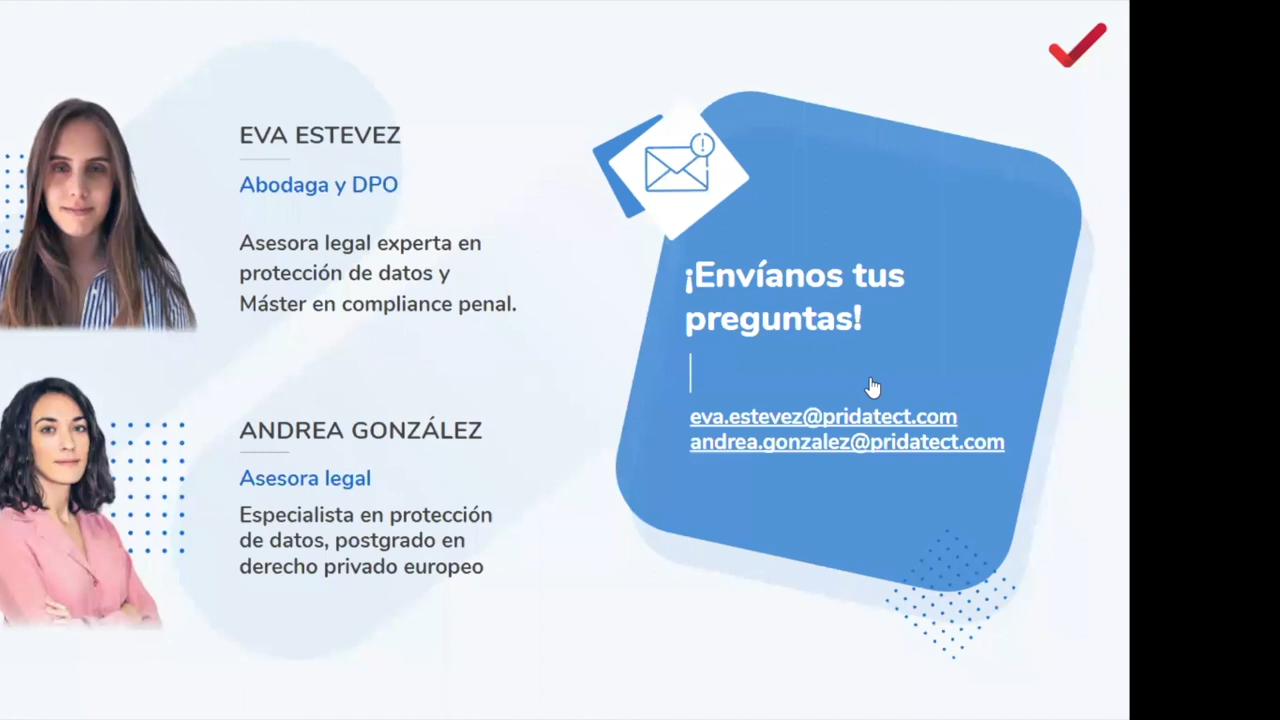 EVA ESTEVEZ
Abodaga y DPO
Asesora legal experta en
protección de datos y
Máster en compliance penal.
ANDREA GONZÁLEZ
Asesora legal
Especialista en protección
de datos, postgrado en
derecho privado europeo
¡Envíanos tus
preguntas!
eva.estevez@pridatect.com
andrea.gonzalez@pridatect.com